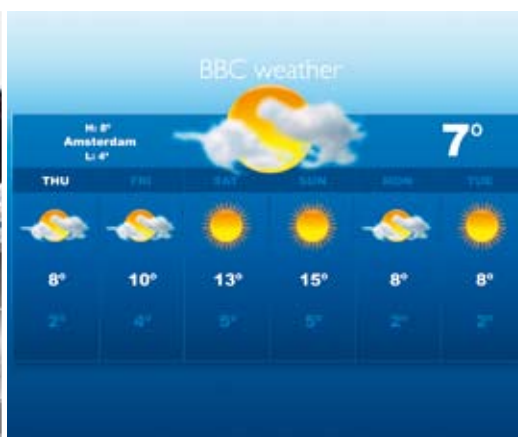 BBC weather
H: 8°
Amsterdam
L: 4°
7°
THU FRI SAT SUN MON TUE
8° 10° 13° 15° 8° 8°
2° 4° 5° 5° 2° 2°